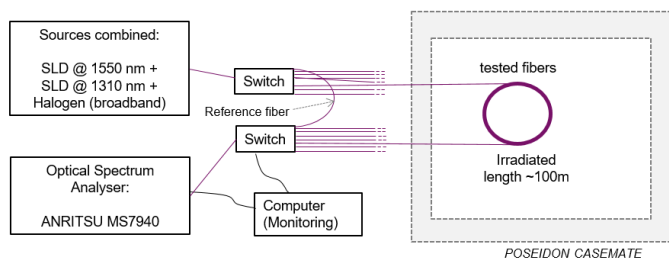 Sources combined:
SLD @ 1550 nm +
SLD @ 1310 nm +
Halogen (broadband)
Switch
Reference fiber
Switch
Optical Spectrum
Analyser:
ANRITSU MS7940
Computer
(Monitoring)
tested fibers
Irradiated
length ~100m
POSEIDON CASEMATE